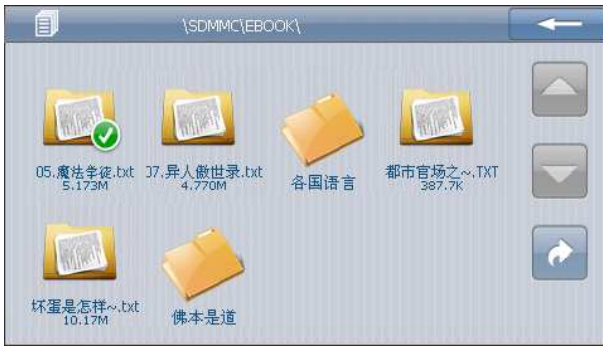 \SDMMC\EBOOK\
05.魔法学徒.txt
5.173M
07.异人傲世录.txt
4.770M
各国语言
都市官场之~.TXT
387.7K
坏蛋是怎样~.txt
10.17M
佛本是道